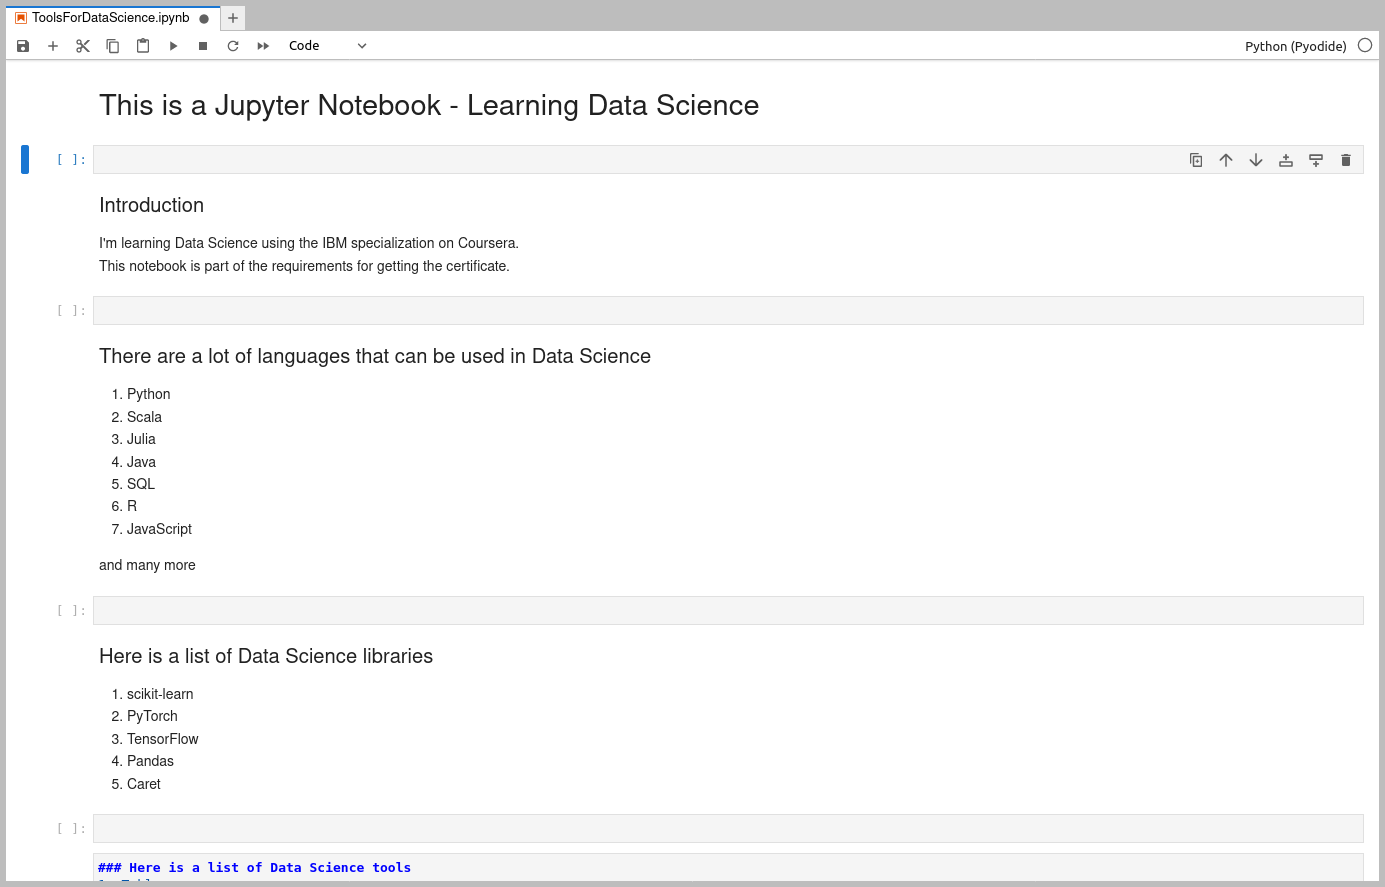 ToolsForDataScience.ipynb
Code
Python (Pyodide)
This is a Jupyter Notebook - Learning Data Science
[ ]:
Introduction
I'm learning Data Science using the IBM specialization on Coursera.
This notebook is part of the requirements for getting the certificate.
[ ]:
There are a lot of languages that can be used in Data Science
1. Python
2. Scala
3. Julia
4. Java
5. SQL
6. R
7. JavaScript
and many more
[ ]:
Here is a list of Data Science libraries
1. scikit-learn
2. PyTorch
3. TensorFlow
4. Pandas
5. Caret
[ ]:
### Here is a list of Data Science tools